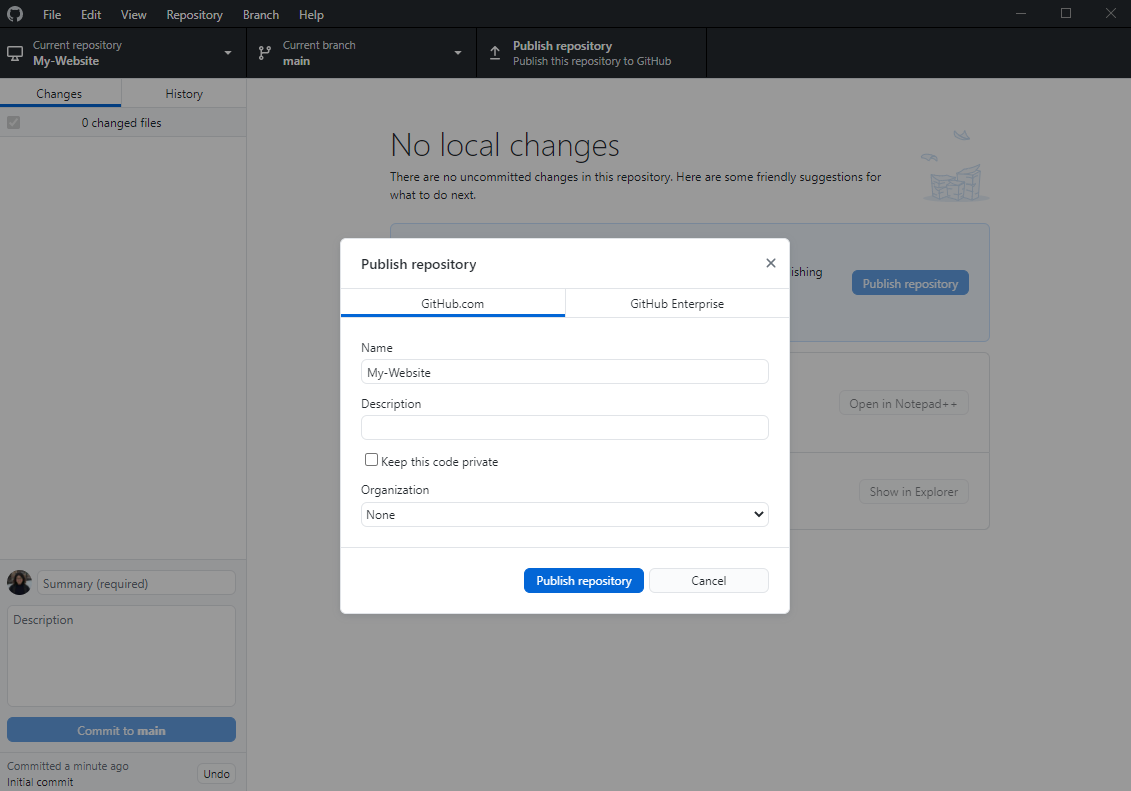 File Edit View Repository Branch Help
Current repository
My-Website
Current branch
main
Publish repository
Publish this repository to GitHub
Changes History
0 changed files
No local changes
There are no uncommitted changes in this repository. Here are some friendly suggestions for
what to do next.
ishing
Publish repository
Open in Notepad++
Show in Explorer
Publish repository
GitHub.com GitHub Enterprise
Name
My-Website
Description
Keep this code private
Organization
None
Publish repository Cancel
Summary (required)
Description
Commit to main
Committed a minute ago
Initial commit
Undo